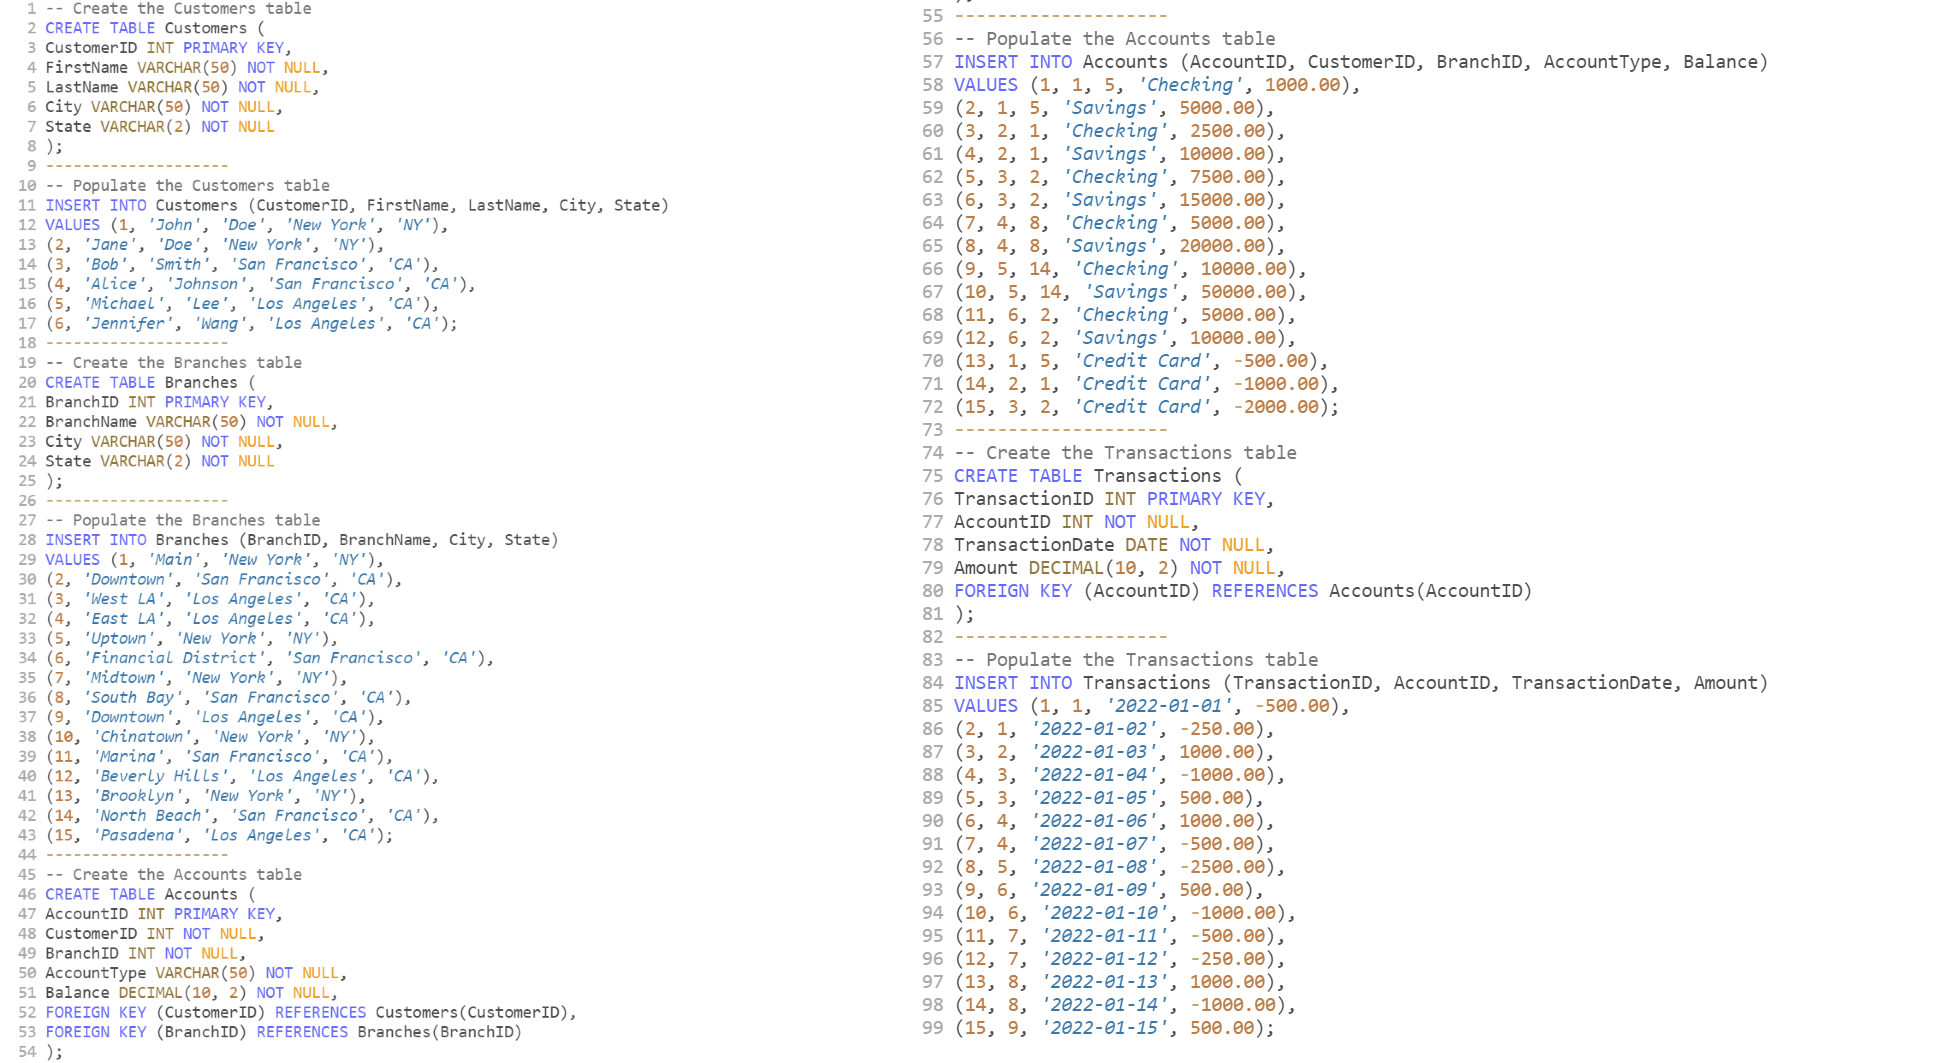 1 -- Create the Customers table
2 CREATE TABLE Customers (
3 CustomerID INT PRIMARY KEY,
4 FirstName VARCHAR(50) NOT NULL,
5 LastName VARCHAR(50) NOT NULL,
6 City VARCHAR(50) NOT NULL,
7 State VARCHAR(2) NOT NULL
8 );
9 --------------------
10 -- Populate the Customers table
11 INSERT INTO Customers (CustomerID, FirstName, LastName, City, State)
12 VALUES (1, 'John', 'Doe', 'New York', 'NY'),
13 (2, 'Jane', 'Doe', 'New York', 'NY'),
14 (3, 'Bob', 'Smith', 'San Francisco', 'CA'),
15 (4, 'Alice', 'Johnson', 'San Francisco', 'CA'),
16 (5, 'Michael', 'Lee', 'Los Angeles', 'CA'),
17 (6, 'Jennifer', 'Wang', 'Los Angeles', 'CA');
18 --------------------
19 -- Create the Branches table
20 CREATE TABLE Branches (
21 BranchID INT PRIMARY KEY,
22 BranchName VARCHAR(50) NOT NULL,
23 City VARCHAR(50) NOT NULL,
24 State VARCHAR(2) NOT NULL
25 );
26 --------------------
27 -- Populate the Branches table
28 INSERT INTO Branches (BranchID, BranchName, City, State)
29 VALUES (1, 'Main', 'New York', 'NY'),
30 (2, 'Downtown', 'San Francisco', 'CA'),
31 (3, 'West LA', 'Los Angeles', 'CA'),
32 (4, 'East LA', 'Los Angeles', 'CA'),
33 (5, 'Uptown', 'New York', 'NY'),
34 (6, 'Financial District', 'San Francisco', 'CA'),
35 (7, 'Midtown', 'New York', 'NY'),
36 (8, 'South Bay', 'San Francisco', 'CA'),
37 (9, 'Downtown', 'Los Angeles', 'CA'),
38 (10, 'Chinatown', 'New York', 'NY'),
39 (11, 'Marina', 'San Francisco', 'CA'),
40 (12, 'Beverly Hills', 'Los Angeles', 'CA'),
41 (13, 'Brooklyn', 'New York', 'NY'),
42 (14, 'North Beach', 'San Francisco', 'CA'),
43 (15, 'Pasadena', 'Los Angeles', 'CA');
44 --------------------
45 -- Create the Accounts table
46 CREATE TABLE Accounts (
47 AccountID INT PRIMARY KEY,
48 CustomerID INT NOT NULL,
49 BranchID INT NOT NULL,
50 AccountType VARCHAR(50) NOT NULL,
51 Balance DECIMAL(10, 2) NOT NULL,
52 FOREIGN KEY (CustomerID) REFERENCES Customers(CustomerID),
53 FOREIGN KEY (BranchID) REFERENCES Branches(BranchID)
54 );
55 --------------------
56 -- Populate the Accounts table
57 INSERT INTO Accounts (AccountID, CustomerID, BranchID, AccountType, Balance)
58 VALUES (1, 1, 5, 'Checking', 1000.00),
59 (2, 1, 5, 'Savings', 5000.00),
60 (3, 2, 1, 'Checking', 2500.00),
61 (4, 2, 1, 'Savings', 10000.00),
62 (5, 3, 2, 'Checking', 7500.00),
63 (6, 3, 2, 'Savings', 15000.00),
64 (7, 4, 8, 'Checking', 5000.00),
65 (8, 4, 8, 'Savings', 20000.00),
66 (9, 5, 14, 'Checking', 10000.00),
67 (10, 5, 14, 'Savings', 50000.00),
68 (11, 6, 2, 'Checking', 5000.00),
69 (12, 6, 2, 'Savings', 10000.00),
70 (13, 1, 5, 'Credit Card', -500.00),
71 (14, 2, 1, 'Credit Card', -1000.00),
72 (15, 3, 2, 'Credit Card', -2000.00);
73 --------------------
74 -- Create the Transactions table
75 CREATE TABLE Transactions (
76 TransactionID INT PRIMARY KEY,
77 AccountID INT NOT NULL,
78 TransactionDate DATE NOT NULL,
79 Amount DECIMAL(10, 2) NOT NULL,
80 FOREIGN KEY (AccountID) REFERENCES Accounts(AccountID)
81 );
82 --------------------
83 -- Populate the Transactions table
84 INSERT INTO Transactions (TransactionID, AccountID, TransactionDate, Amount)
85 VALUES (1, 1, '2022-01-01', -500.00),
86 (2, 1, '2022-01-02', -250.00),
87 (3, 2, '2022-01-03', 1000.00),
88 (4, 3, '2022-01-04', -1000.00),
89 (5, 3, '2022-01-05', 500.00),
90 (6, 4, '2022-01-06', 1000.00),
91 (7, 4, '2022-01-07', -500.00),
92 (8, 5, '2022-01-08', -2500.00),
93 (9, 6, '2022-01-09', 500.00),
94 (10, 6, '2022-01-10', -1000.00),
95 (11, 7, '2022-01-11', -500.00),
96 (12, 7, '2022-01-12', -250.00),
97 (13, 8, '2022-01-13', 1000.00),
98 (14, 8, '2022-01-14', -1000.00),
99 (15, 9, '2022-01-15', 500.00);